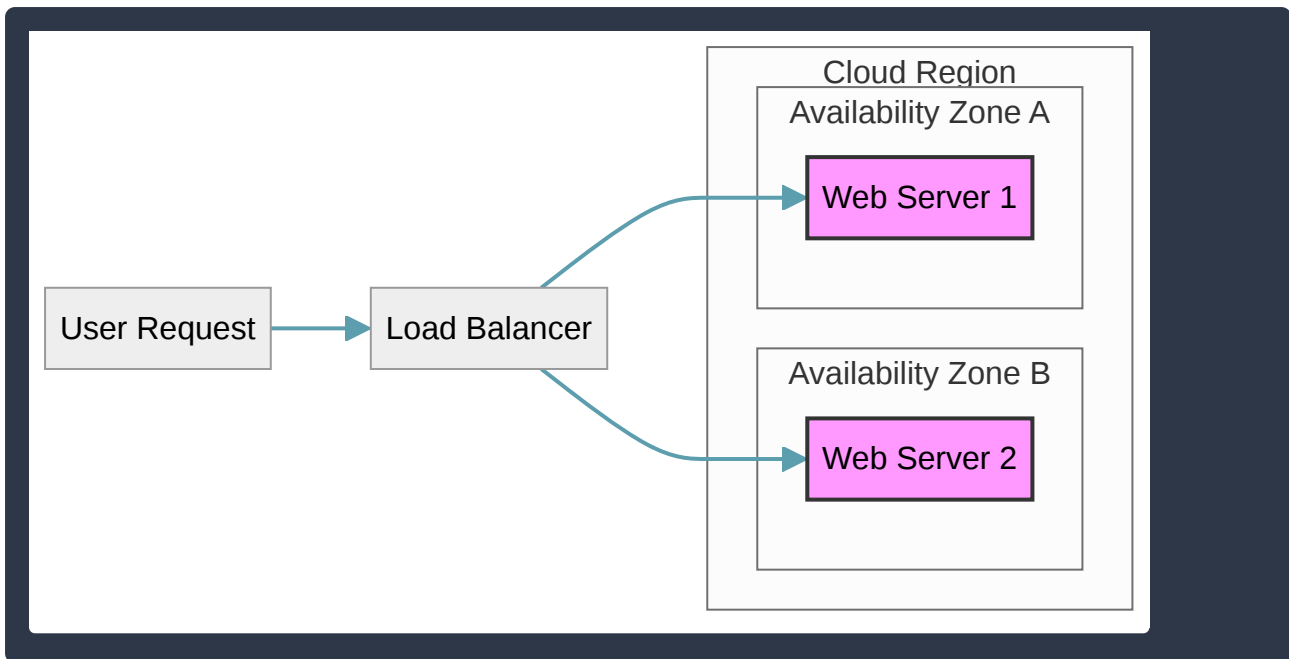 Cloud Region
Availability Zone A
Web Server 1
User Request
Load Balancer
Availability Zone B
Web Server 2